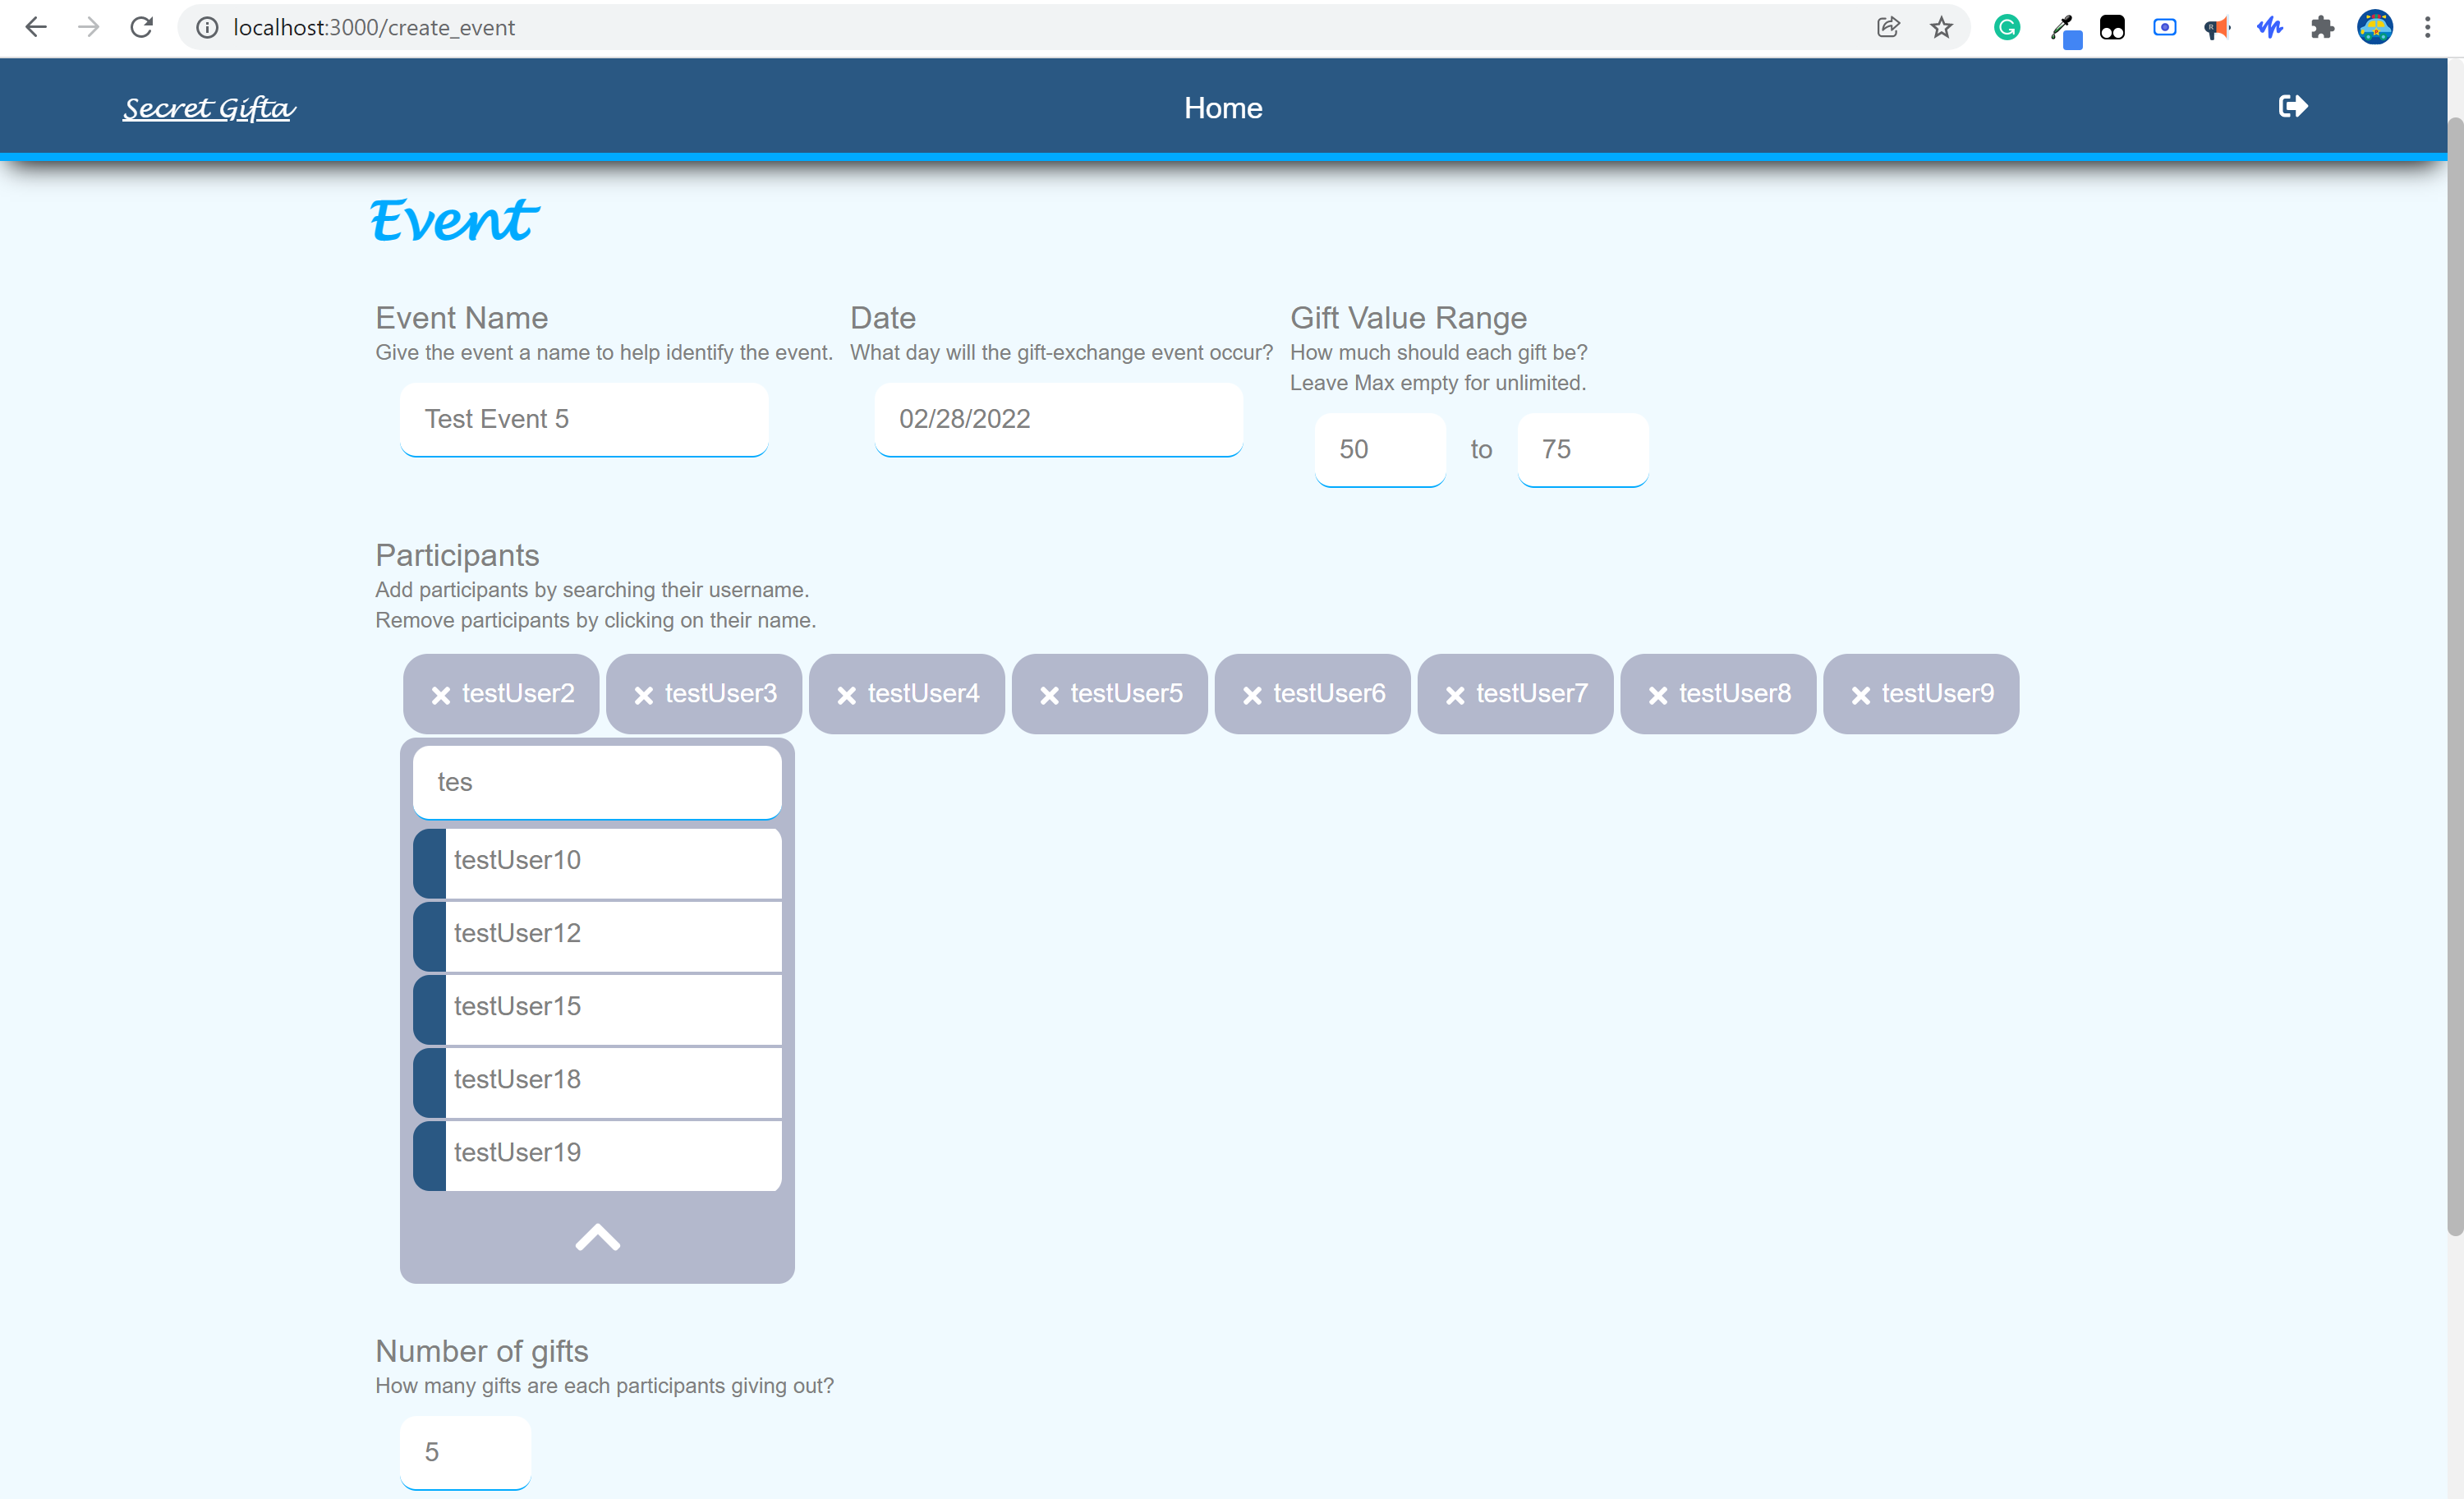 localhost:3000/create_event
Secret Gifta
Home
Event
Event Name
Give the event a name to help identify the event.
Test Event 5
Date
What day will the gift-exchange event occur?
02/28/2022
Gift Value Range
How much should each gift be?
Leave Max empty for unlimited.
50 to 75
Participants
Add participants by searching their username.
Remove participants by clicking on their name.
testUser2 testUser3 testUser4 testUser5 testUser6 testUser7 testUser8 testUser9
tes
testUser10
testUser12
testUser15
testUser18
testUser19
Number of gifts
How many gifts are each participants giving out?
5